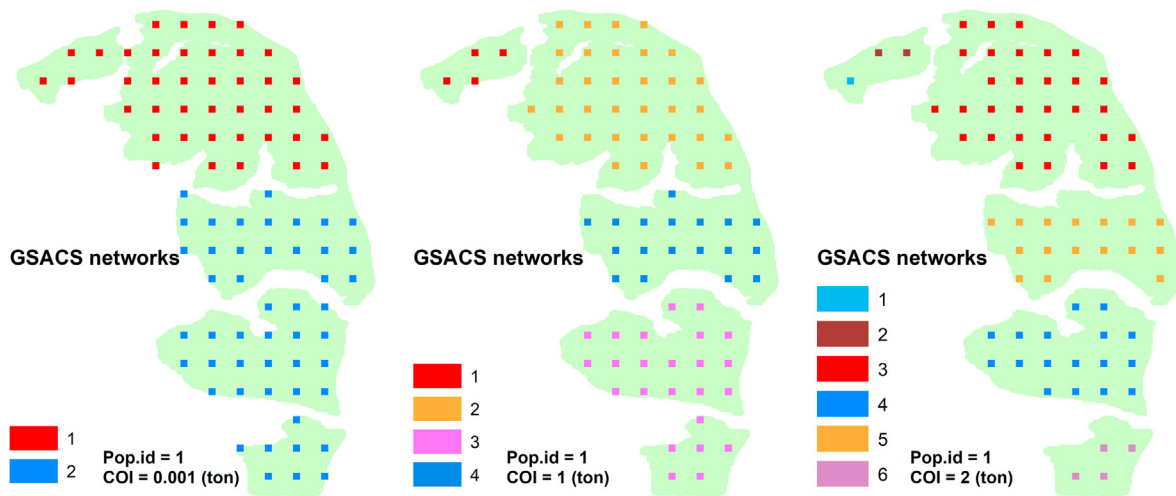 GSACS networks
1
2
Pop.id = 1
COI = 0.001 (ton)
GSACS networks
1
2
3
4
Pop.id = 1
COI = 1 (ton)
GSACS networks
1
2
3
4
5
6
Pop.id = 1
COI = 2 (ton)